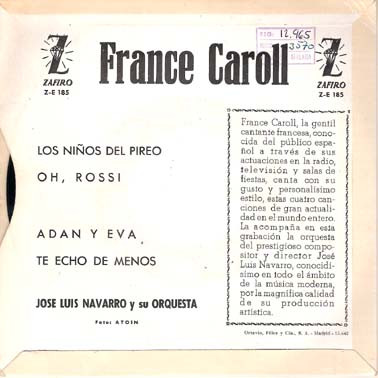 Z
ZAFIRO
Z-E 185
France Caroll
12,965
3570
Z
ZAFIRO
Z-E 185
LOS NIÑOS DEL PIREO
OH, ROSSI
ADAN Y EVA
TE ECHO DE MENOS
JOSE LUIS NAVARRO y su ORQUESTA
Foto: ATOIN
France Caroll, la gentil
cantante francesa, cono-
cida del público espa-
ñol a través de sus
actuaciones en la radio,
televisión y salas de
fiestas, canta con su
gusto y personalísimo
estilo, estas cuatro can-
ciones de gran actuali-
dad en el mundo entero.
La acompaña en esta
grabación la orquesta
del prestigioso compo-
sitor y director José
Luis Navarro, conocidí-
simo en todo el ámbito
de la música moderna,
por la magnífica calidad
de su producción
artística.